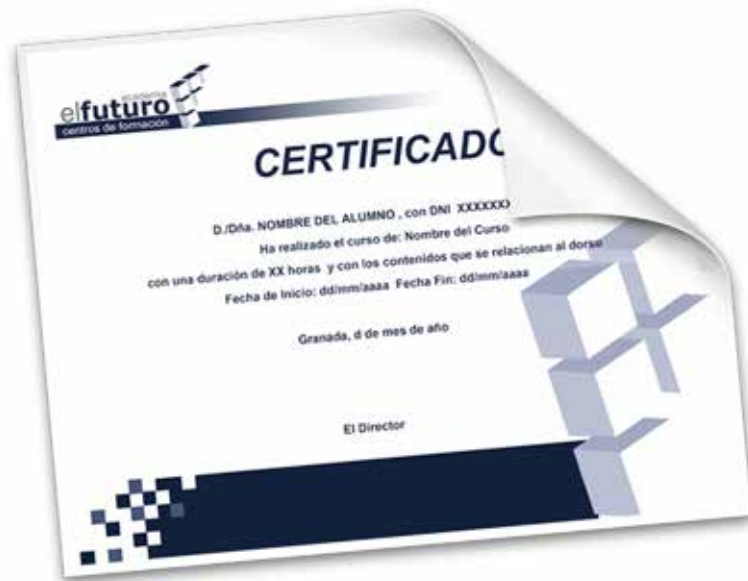 academia
elfuturo
centros de formación
CERTIFICADO
D./Dña. NOMBRE DEL ALUMNO , con DNI XXXXXXX
Ha realizado el curso de: Nombre del Curso
con una duración de XX horas y con los contenidos que se relacionan al dorso
Fecha de Inicio: dd/mm/aaaa Fecha Fin: dd/mm/aaaa
Granada, d de mes de año
El Director